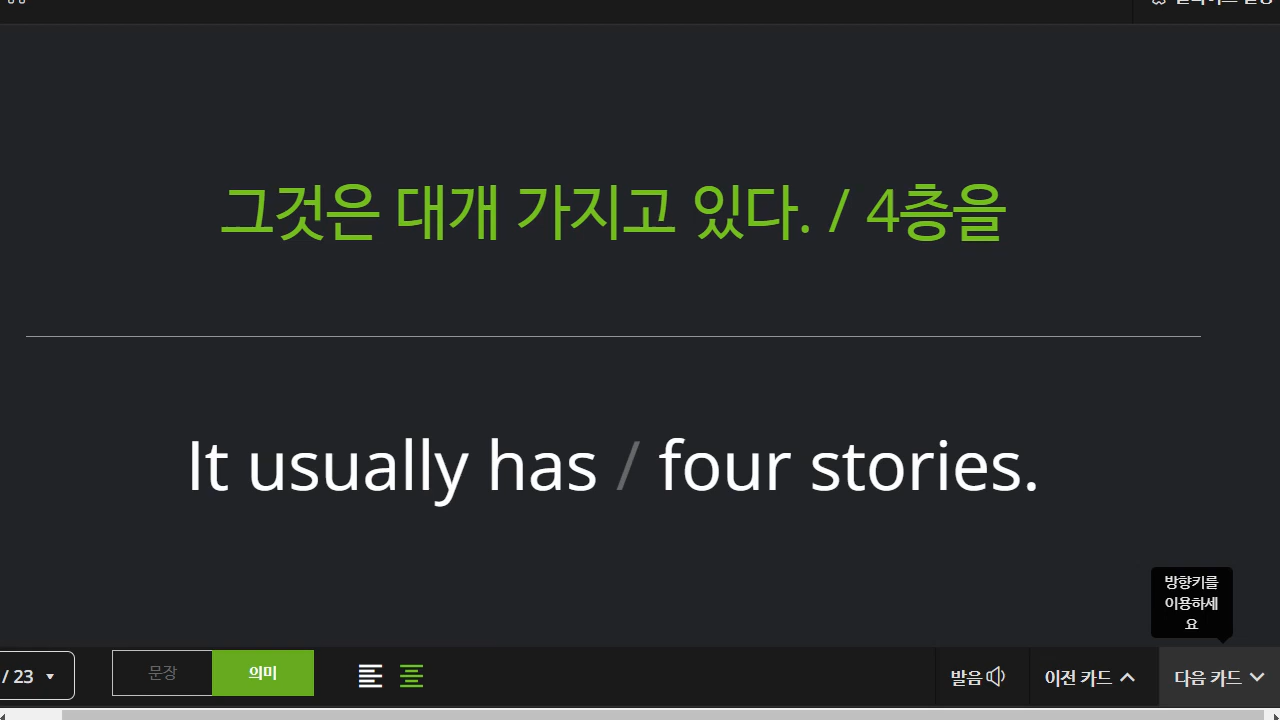 그것은 대개 가지고 있다. / 4층을
It usually has / four stories.
방향키를
이용하세
요
/ 23
문장
의미
발음
이전 카드
다음 카드